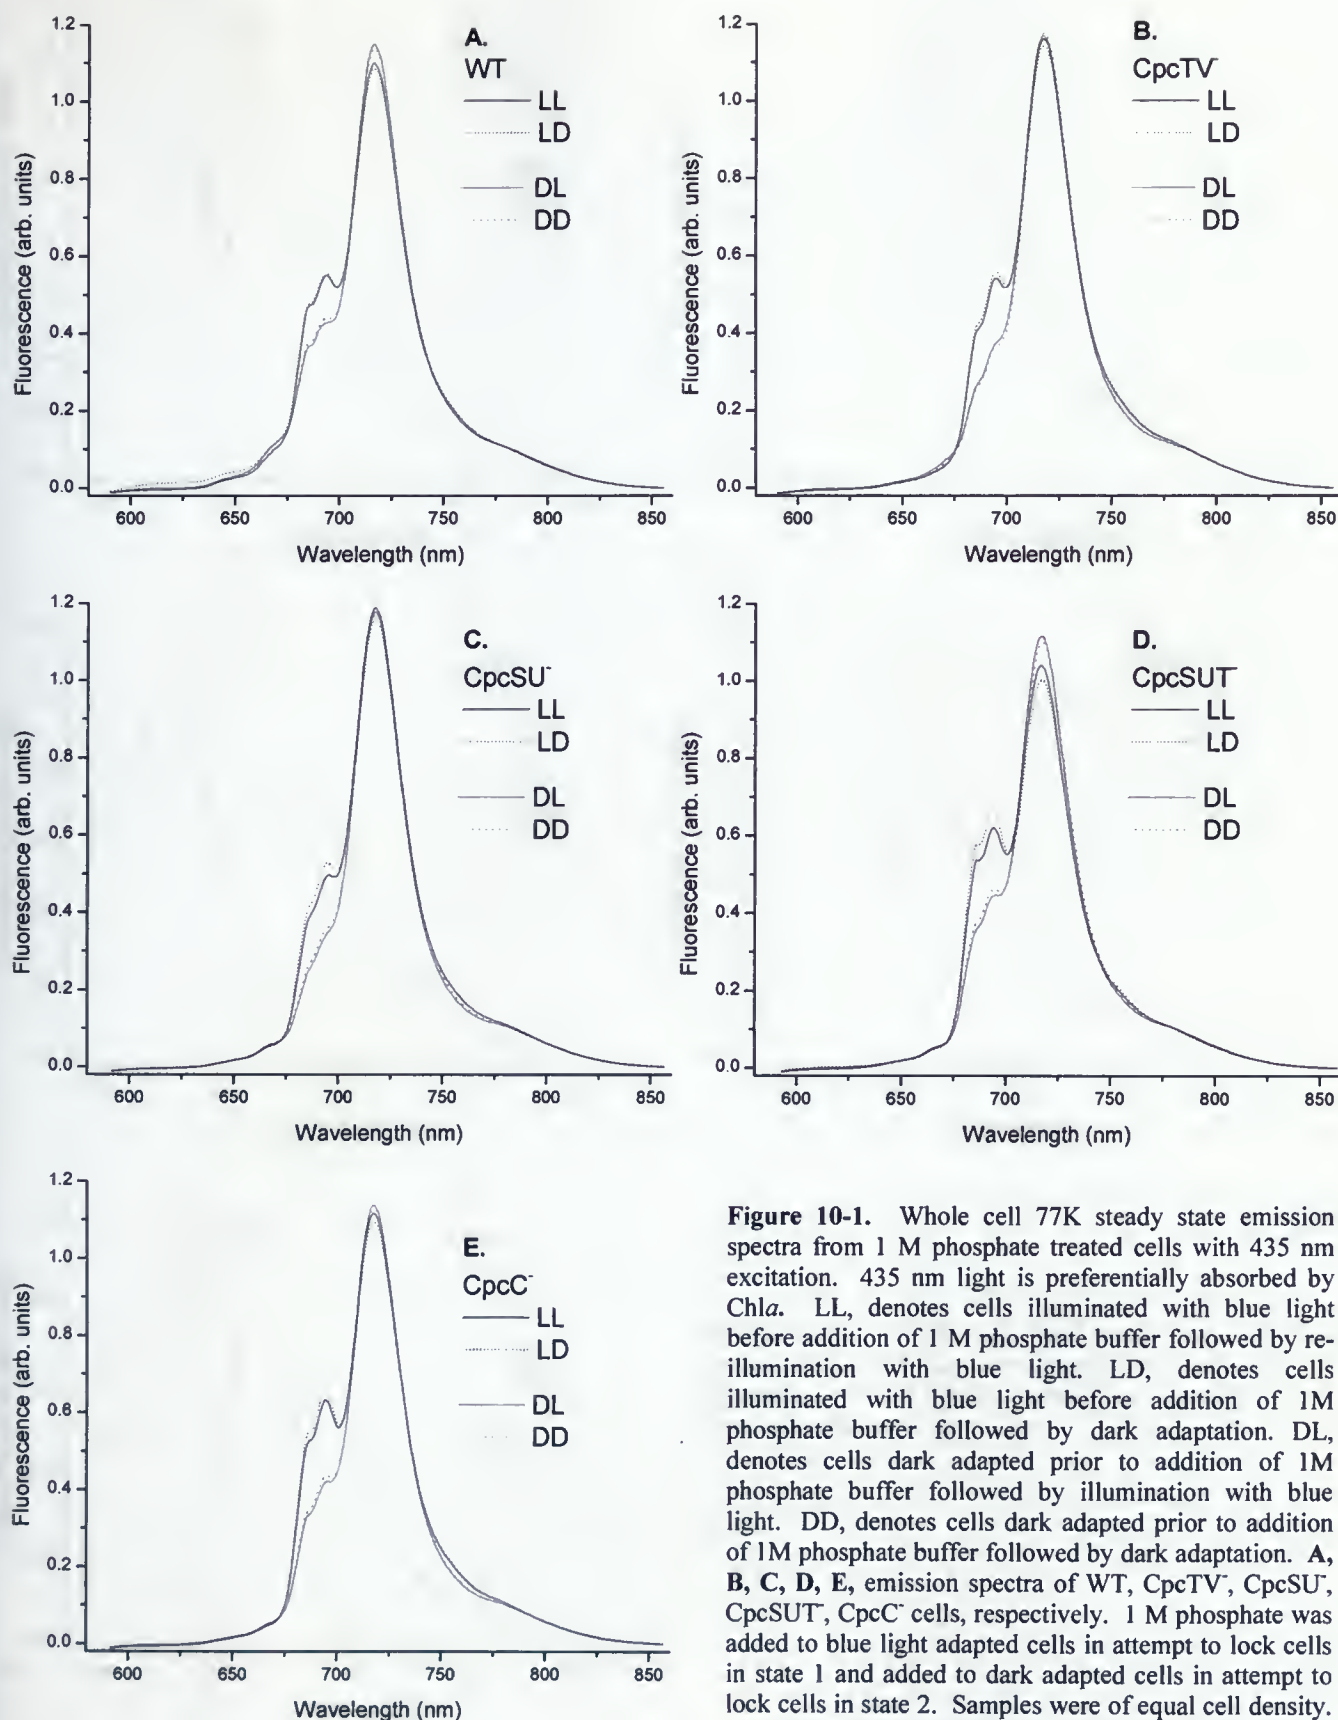 A.
WT
LL
LD
DL
DD
Fluorescence (arb. units)
1.2
1.0
0.8
0.6
0.4
0.2
0.0
600 650 700 750 800 850
Wavelength (nm)
B.
CpcTV-
LL
LD
DL
DD
Fluorescence (arb. units)
1.2
1.0
0.8
0.6
0.4
0.2
0.0
600 650 700 750 800 850
Wavelength (nm)
C.
CpcSU-
LL
LD
DL
DD
Fluorescence (arb. units)
1.2
1.0
0.8
0.6
0.4
0.2
0.0
600 650 700 750 800 850
Wavelength (nm)
D.
CpcSUT-
LL
LD
DL
DD
Fluorescence (arb. units)
1.2
1.0
0.8
0.6
0.4
0.2
0.0
600 650 700 750 800 850
Wavelength (nm)
E.
CpcC-
LL
LD
DL
DD
Fluorescence (arb. units)
1.2
1.0
0.8
0.6
0.4
0.2
0.0
600 650 700 750 800 850
Wavelength (nm)
Figure 10-1. Whole cell 77K steady state emission
spectra from 1 M phosphate treated cells with 435 nm
excitation. 435 nm light is preferentially absorbed by
Chla. LL, denotes cells illuminated with blue light
before addition of 1 M phosphate buffer followed by re-
illumination with blue light. LD, denotes cells
illuminated with blue light before addition of 1M
phosphate buffer followed by dark adaptation. DL,
denotes cells dark adapted prior to addition of 1M
phosphate buffer followed by illumination with blue
light. DD, denotes cells dark adapted prior to addition
of 1M phosphate buffer followed by dark adaptation. A,
B, C, D, E, emission spectra of WT, CpcTV-, CpcSU-,
CpcSUT-, CpcC- cells, respectively. 1 M phosphate was
added to blue light adapted cells in attempt to lock cells
in state 1 and added to dark adapted cells in attempt to
lock cells in state 2. Samples were of equal cell density.